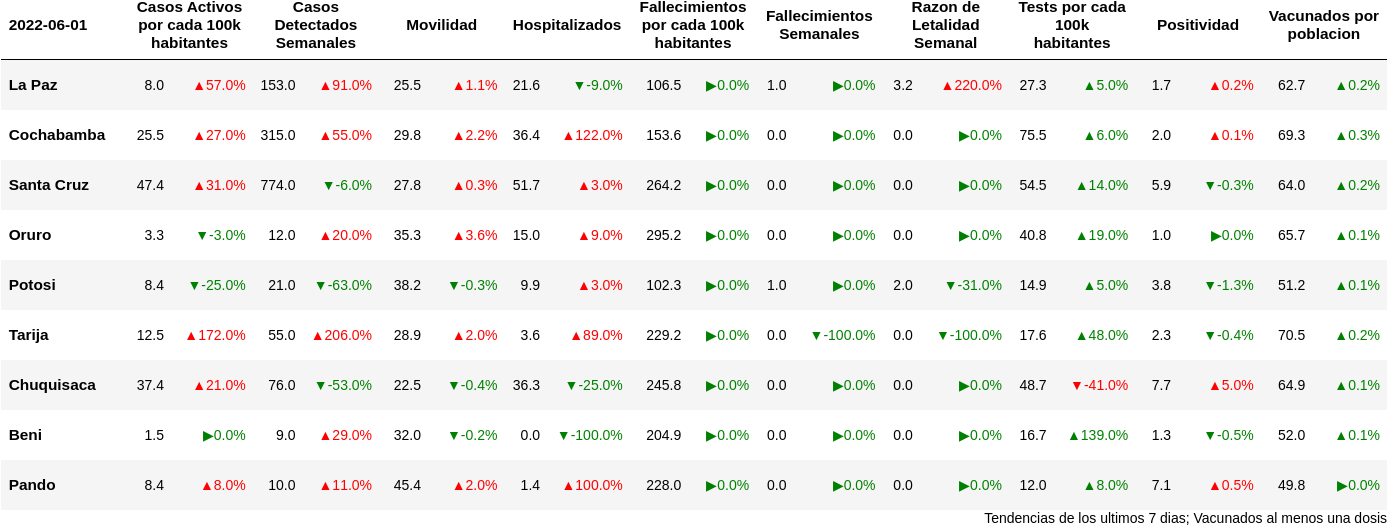 2022-06-01 Casos Activos por cada 100k habitantes Casos Detectados Semanales Movilidad Hospitalizados Fallecimientos por cada 100k habitantes Fallecimientos Semanales Razon de Letalidad Semanal Tests por cada 100k habitantes Positividad Vacunados por poblacion
La Paz 8.0 ▲57.0% 153.0 ▲91.0% 25.5 ▲1.1% 21.6 ▼-9.0% 106.5 ▶0.0% 1.0 ▶0.0% 3.2 ▲220.0% 27.3 ▲5.0% 1.7 ▲0.2% 62.7 ▲0.2%
Cochabamba 25.5 ▲27.0% 315.0 ▲55.0% 29.8 ▲2.2% 36.4 ▲122.0% 153.6 ▶0.0% 0.0 ▶0.0% 0.0 ▶0.0% 75.5 ▲6.0% 2.0 ▲0.1% 69.3 ▲0.3%
Santa Cruz 47.4 ▲31.0% 774.0 ▼-6.0% 27.8 ▲0.3% 51.7 ▲3.0% 264.2 ▶0.0% 0.0 ▶0.0% 0.0 ▶0.0% 54.5 ▲14.0% 5.9 ▼-0.3% 64.0 ▲0.2%
Oruro 3.3 ▼-3.0% 12.0 ▲20.0% 35.3 ▲3.6% 15.0 ▲9.0% 295.2 ▶0.0% 0.0 ▶0.0% 0.0 ▶0.0% 40.8 ▲19.0% 1.0 ▶0.0% 65.7 ▲0.1%
Potosi 8.4 ▼-25.0% 21.0 ▼-63.0% 38.2 ▼-0.3% 9.9 ▲3.0% 102.3 ▶0.0% 1.0 ▶0.0% 2.0 ▼-31.0% 14.9 ▲5.0% 3.8 ▼-1.3% 51.2 ▲0.1%
Tarija 12.5 ▲172.0% 55.0 ▲206.0% 28.9 ▲2.0% 3.6 ▲89.0% 229.2 ▶0.0% 0.0 ▼-100.0% 0.0 ▼-100.0% 17.6 ▲48.0% 2.3 ▼-0.4% 70.5 ▲0.2%
Chuquisaca 37.4 ▲21.0% 76.0 ▼-53.0% 22.5 ▼-0.4% 36.3 ▼-25.0% 245.8 ▶0.0% 0.0 ▶0.0% 0.0 ▶0.0% 48.7 ▼-41.0% 7.7 ▲5.0% 64.9 ▲0.1%
Beni 1.5 ▶0.0% 9.0 ▲29.0% 32.0 ▼-0.2% 0.0 ▼-100.0% 204.9 ▶0.0% 0.0 ▶0.0% 0.0 ▶0.0% 16.7 ▲139.0% 1.3 ▼-0.5% 52.0 ▲0.1%
Pando 8.4 ▲8.0% 10.0 ▲11.0% 45.4 ▲2.0% 1.4 ▲100.0% 228.0 ▶0.0% 0.0 ▶0.0% 0.0 ▶0.0% 12.0 ▲8.0% 7.1 ▲0.5% 49.8 ▶0.0%
Tendencias de los ultimos 7 dias; Vacunados al menos una dosis